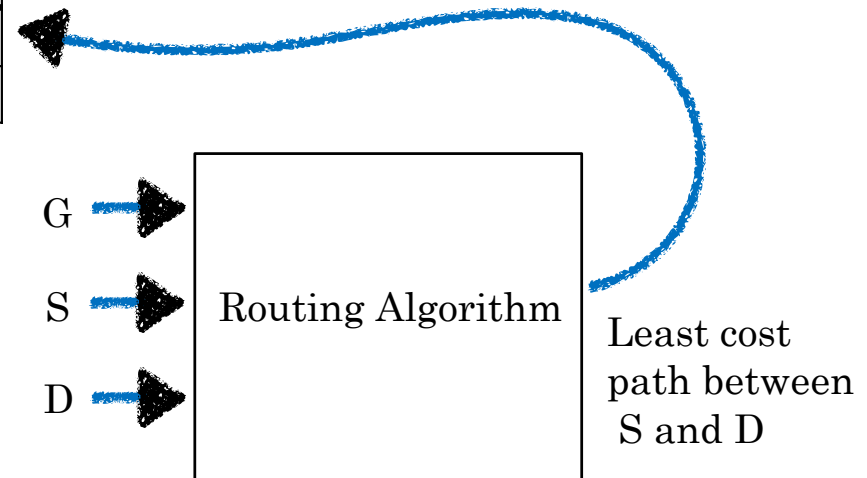 G
S
D
Routing Algorithm
Least cost
path between
S and D